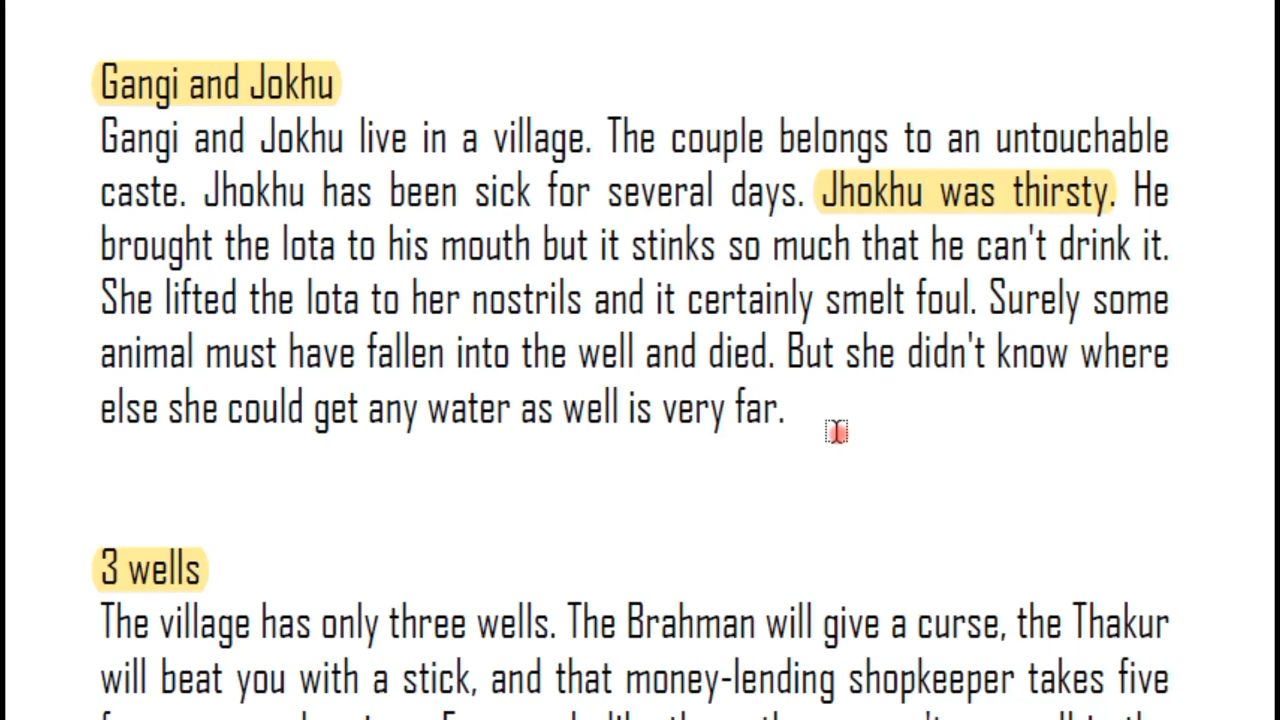 Gangi and Jokhu
Gangi and Jokhu live in a village. The couple belongs to an untouchable
caste. Jhokhu has been sick for several days. Jhokhu was thirsty. He
brought the lota to his mouth but it stinks so much that he can't drink it.
She lifted the lota to her nostrils and it certainly smelt foul. Surely some
animal must have fallen into the well and died. But she didn't know where
else she could get any water as well is very far.
3 wells
The village has only three wells. The Brahman will give a curse, the Thakur
will beat you with a stick, and that money-lending shopkeeper takes five